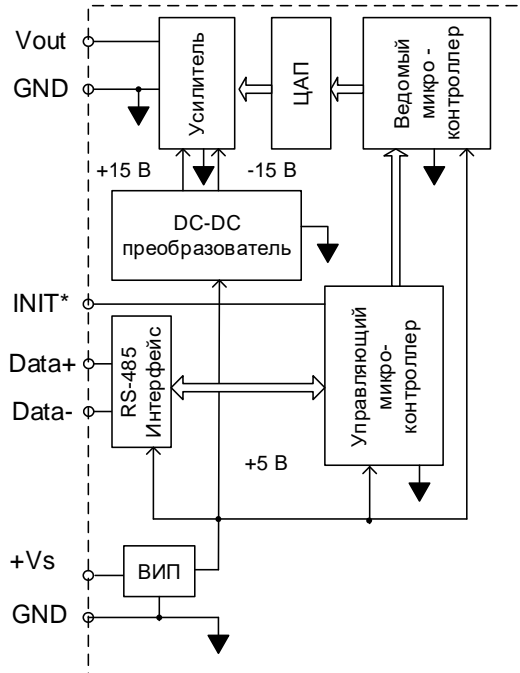 Vout
GND
Усилитель
ЦАП
Ведомый
микро-
контроллер
+15 В
-15 В
DC-DC
преобразователь
INIT*
Data+
Data-
RS-485
Интерфейс
Управляющий
микро-
контроллер
+5 В
+Vs
GND
ВИП